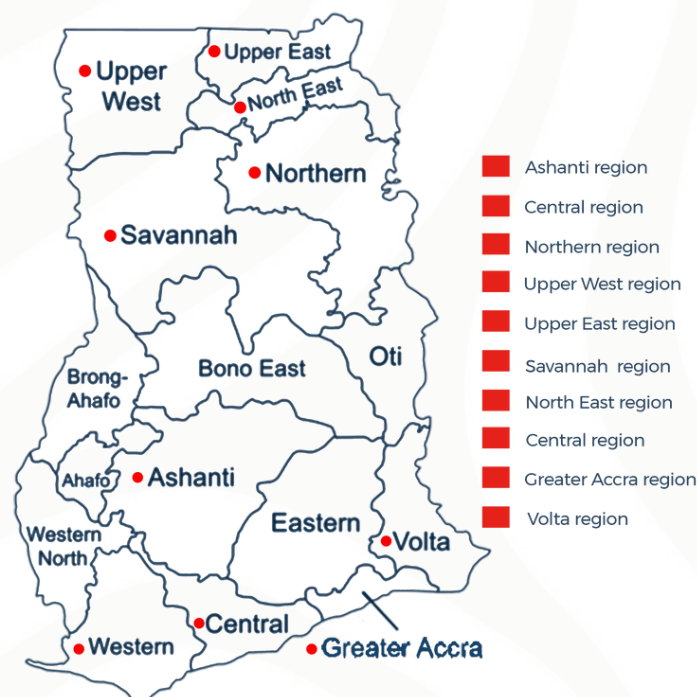 Upper East
Upper
West
North East
Northern
Savannah
Oti
Bono East
Brong-
Ahafo
Ashanti
Ahafo
Eastern
Western
North
Volta
Central
Western
Greater Accra
Ashanti region
Central region
Northern region
Upper West region
Upper East region
Savannah region
North East region
Central region
Greater Accra region
Volta region